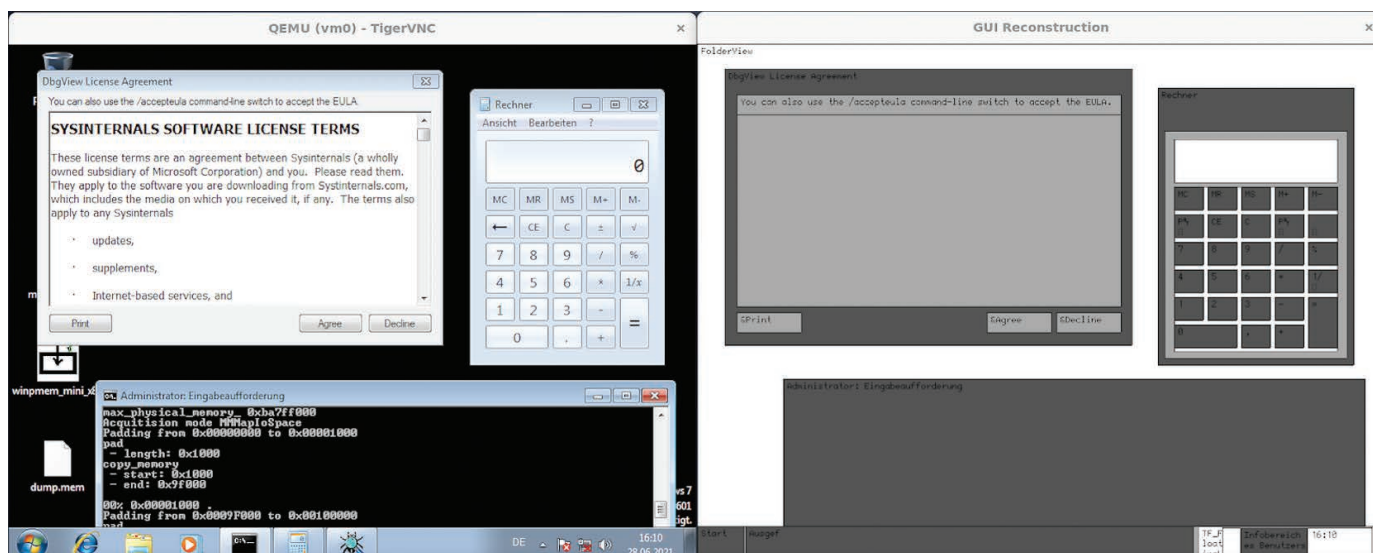 QEMU (vm0) - TigerVNC
DbgView License Agreement
You can also use the /accepteula command-line switch to accept the EULA.
SYSINTERNALS SOFTWARE LICENSE TERMS
These license terms are an agreement between Sysinternals (a wholly
owned subsidiary of Microsoft Corporation) and you. Please read them.
They apply to the software you are downloading from Systinternals.com,
which includes the media on which you received it, if any. The terms also
apply to any Sysinternals
· updates,
· supplements,
· Internet-based services, and
Print Agree Decline
Rechner
Ansicht Bearbeiten ?
0
MC MR MS M+ M-
← CE C ± √
7 8 9 / %
4 5 6 * 1/x
1 2 3 - =
0 , +
winpmem_mini_x
dump.mem
Administrator: Eingabeaufforderung
max_physical_memory_ 0xba7ff000
Acquitision mode MMMapIoSpace
Padding from 0x00000000 to 0x00001000
pad
- length: 0x1000
copy_memory
- start: 0x1000
- end: 0x9f000
00% 0x00001000 .
Padding from 0x0009F000 to 0x00100000
pad
ws 7
601
tigt.
DE 16:10
28.06.2021
GUI Reconstruction
FolderView
DbgView License Agreement
You can also use the /accepteula command-line switch to accept the EULA.
&Print &Agree &Decline
Rechner
MC MR MS M+ M-
CE C
7 8 9 / %
4 5 6 * 1/
1 2 3 - =
0 , +
Administrator: Eingabeaufforderung
Start Ausgef
Infobereich 16:10